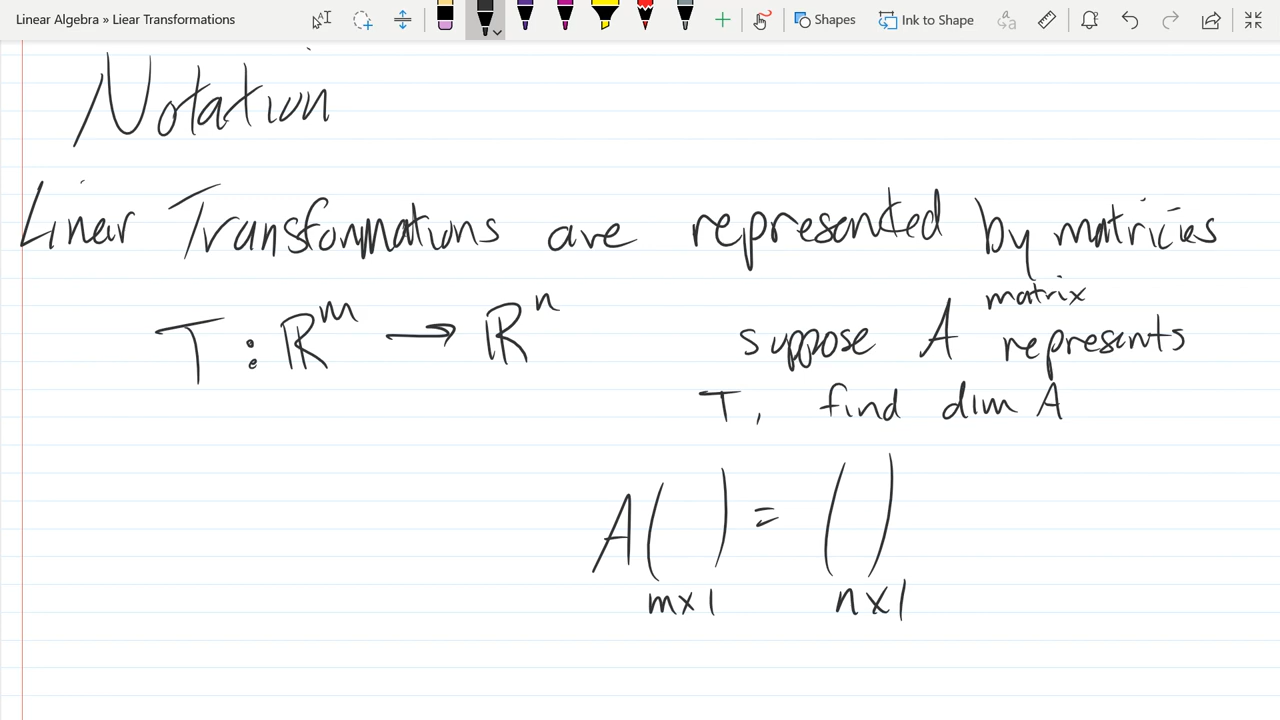 Linear Algebra » Liear Transformations
Shapes
Ink to Shape
Notation
Linear Transformations are represented by matricies
T : ℝ^m → ℝ^n
matrix
suppose A represents
T, find dim A
A( ) = ( )
m×1 n×1